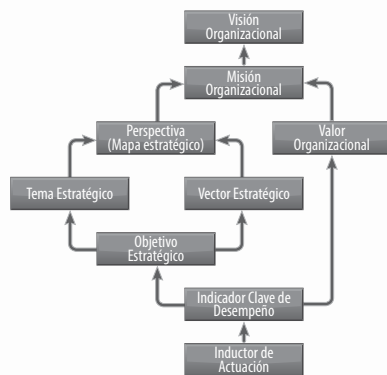 Visión
Organizacional
Misión
Organizacional
Perspectiva
(Mapa estratégico)
Valor
Organizacional
Tema Estratégico
Vector Estratégico
Objetivo
Estratégico
Indicador Clave de
Desempeño
Inductor de
Actuación